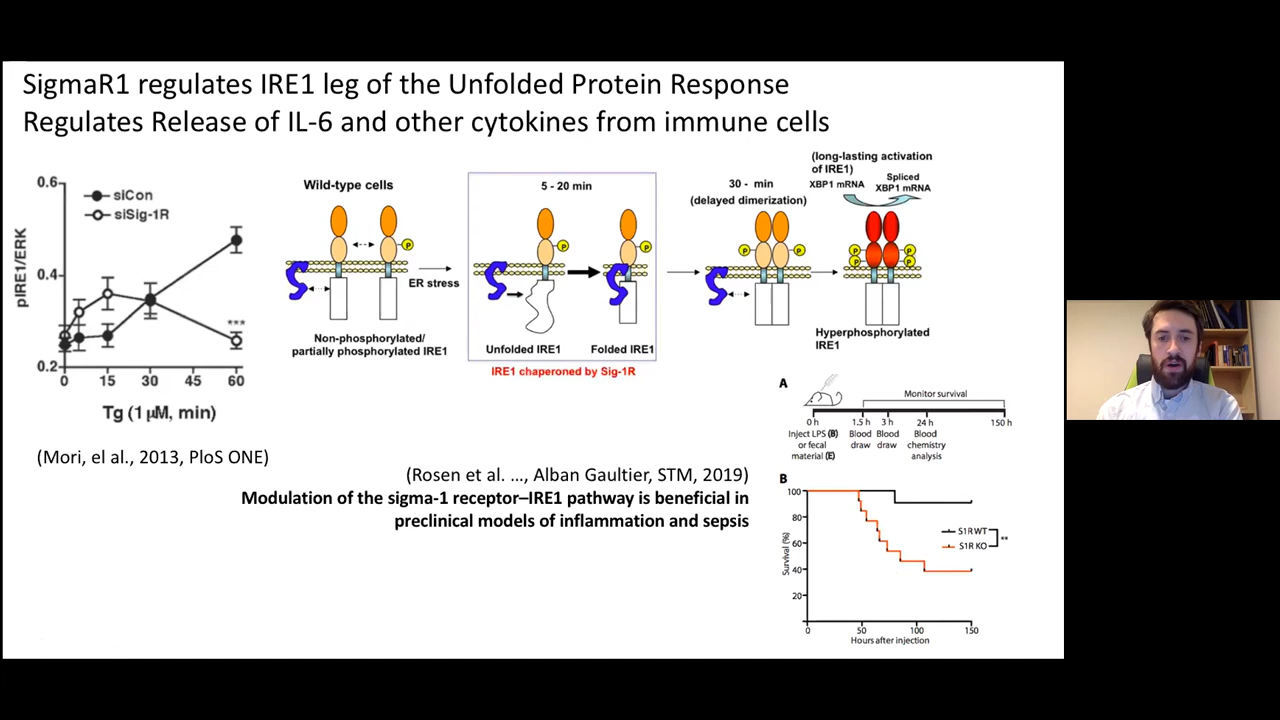 SigmaR1 regulates IRE1 leg of the Unfolded Protein Response
Regulates Release of IL-6 and other cytokines from immune cells
0.6
0.4
0.2
pIRE1/ERK
siCon
siSig-1R
***
0 15 30 45 60
Tg (1 μM, min)
(Mori, el al., 2013, PloS ONE)
Wild-type cells
P
ER stress
Non-phosphorylated/
partially phosphorylated IRE1
5 - 20 min
P
P
Unfolded IRE1
Folded IRE1
IRE1 chaperoned by Sig-1R
30 - min
(delayed dimerization)
P
P
(long-lasting activation
of IRE1)
XBP1 mRNA
Spliced
XBP1 mRNA
P
P
P
P
Hyperphosphorylated
IRE1
(Rosen et al. ..., Alban Gaultier, STM, 2019)
Modulation of the sigma-1 receptor–IRE1 pathway is beneficial in
preclinical models of inflammation and sepsis
A
Monitor survival
0 h 1.5 h 3 h 24 h 150 h
Inject LPS (B)
or fecal
material (E)
Blood
draw
Blood
draw
Blood
chemistry
analysis
B
100
80
60
40
20
Survival (%)
S1R WT
S1R KO
**
0 50 100 150
Hours after injection